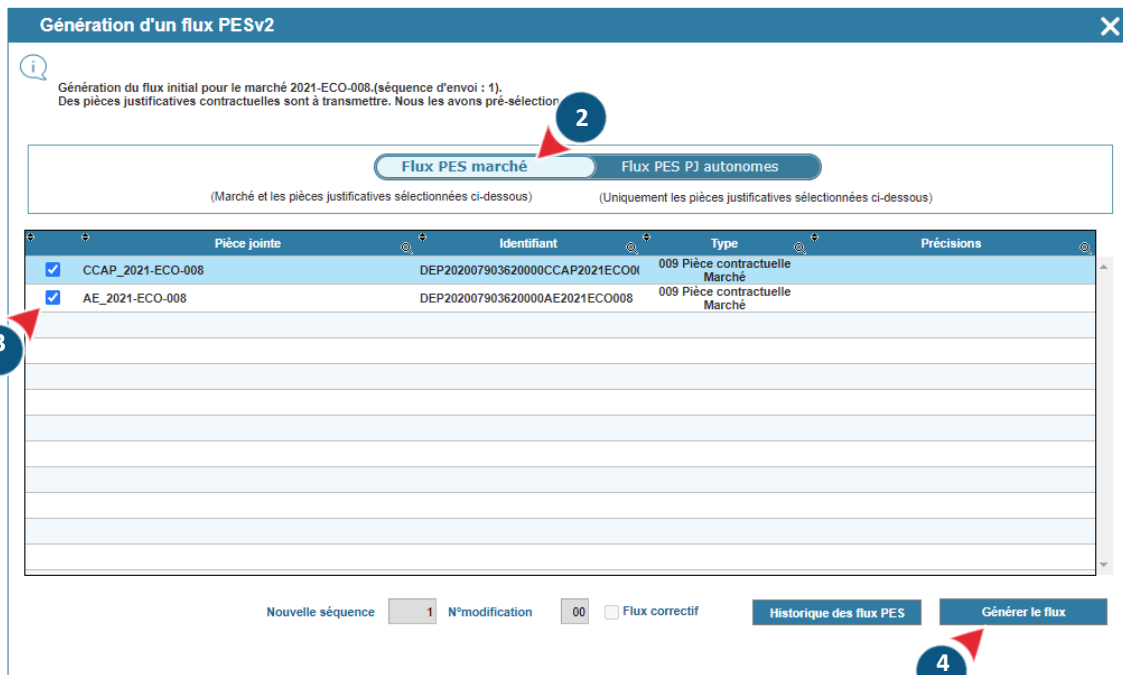 Génération d'un flux PESv2
Génération du flux initial pour le marché 2021-ECO-008.(séquence d'envoi : 1).
Des pièces justificatives contractuelles sont à transmettre. Nous les avons pré-sélection
2
Flux PES marché
Flux PES PJ autonomes
(Marché et les pièces justificatives sélectionnées ci-dessous)
(Uniquement les pièces justificatives sélectionnées ci-dessous)
Pièce jointe Identifiant Type Précisions
CCAP_2021-ECO-008 DEP202007903620000CCAP2021ECO0 009 Pièce contractuelle
Marché
AE_2021-ECO-008 DEP202007903620000AE2021ECO008 009 Pièce contractuelle
Marché
3
Nouvelle séquence 1 N°modification 00 Flux correctif Historique des flux PES Générer le flux
4